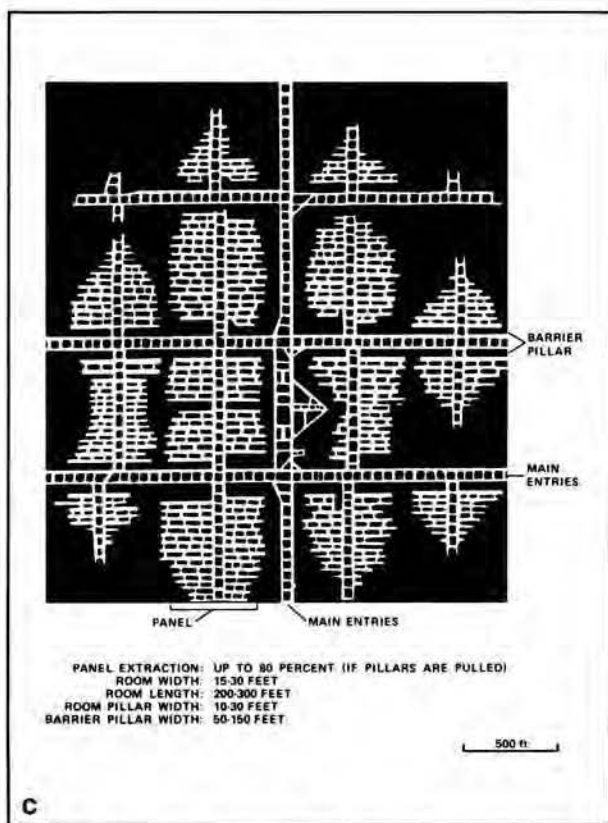 BARRIER
PILLAR
MAIN
ENTRIES
PANEL
MAIN ENTRIES
PANEL EXTRACTION: UP TO 80 PERCENT (IF PILLARS ARE PULLED)
ROOM WIDTH: 15-30 FEET
ROOM LENGTH: 200-300 FEET
ROOM PILLAR WIDTH: 10-30 FEET
BARRIER PILLAR WIDTH: 50-150 FEET
500 ft
C